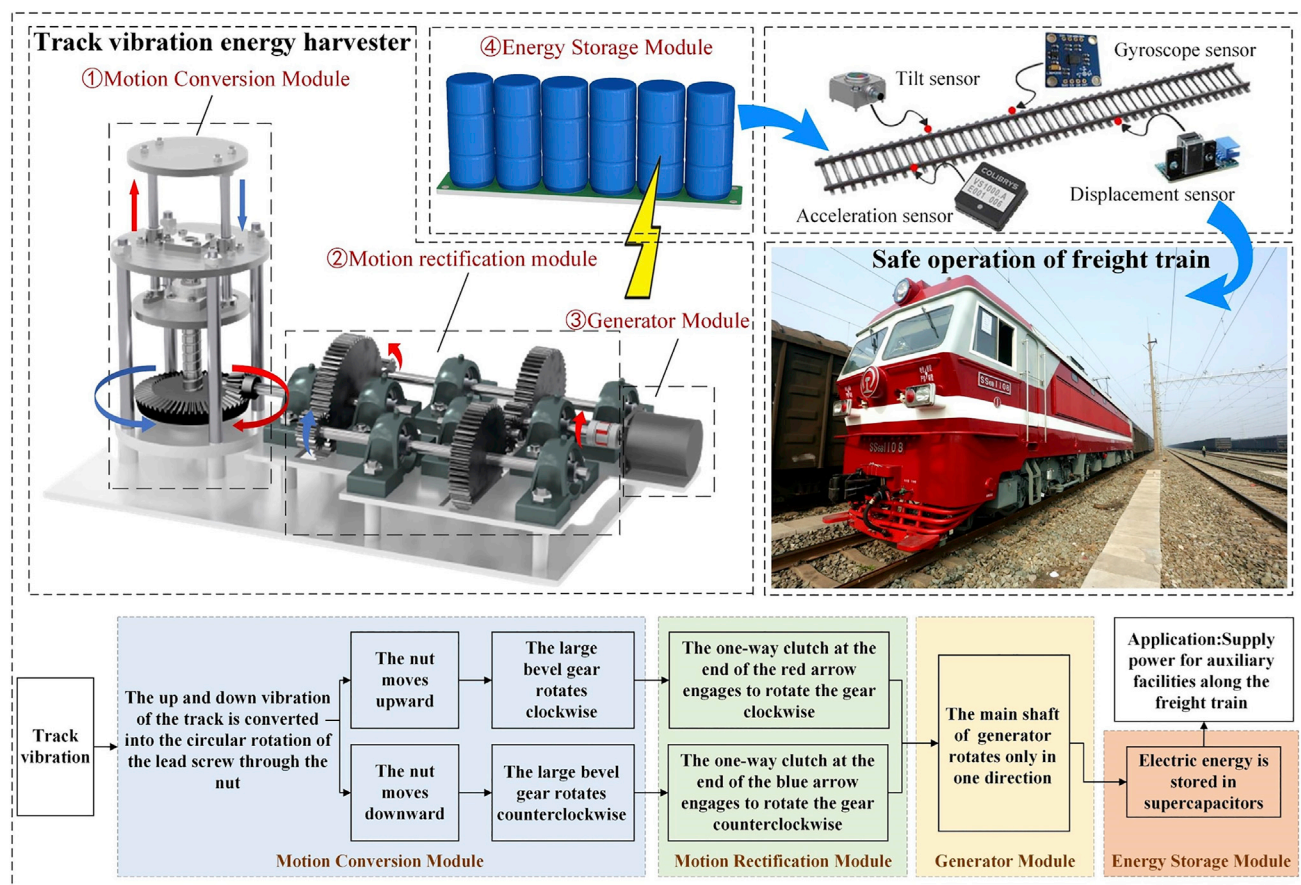 Track vibration energy harvester
①Motion Conversion Module
②Motion rectification module
③Generator Module
④Energy Storage Module
Tilt sensor
Gyroscope sensor
Acceleration sensor
COLIBRYS
VS1000.A
E001 006
Displacement sensor
Safe operation of freight train
SS6B1108
SS6B1108
Track
vibration
The up and down vibration
of the track is converted
into the circular rotation of
the lead screw through the
nut
The nut
moves
upward
The large
bevel gear
rotates
clockwise
The nut
moves
downward
The large bevel
gear rotates
counterclockwise
Motion Conversion Module
The one-way clutch at the
end of the red arrow
engages to rotate the gear
clockwise
The one-way clutch at the
end of the blue arrow
engages to rotate the gear
counterclockwise
Motion Rectification Module
The main shaft
of generator
rotates only in
one direction
Generator Module
Application:Supply
power for auxiliary
facilities along the
freight train
Electric energy is
stored in
supercapacitors
Energy Storage Module